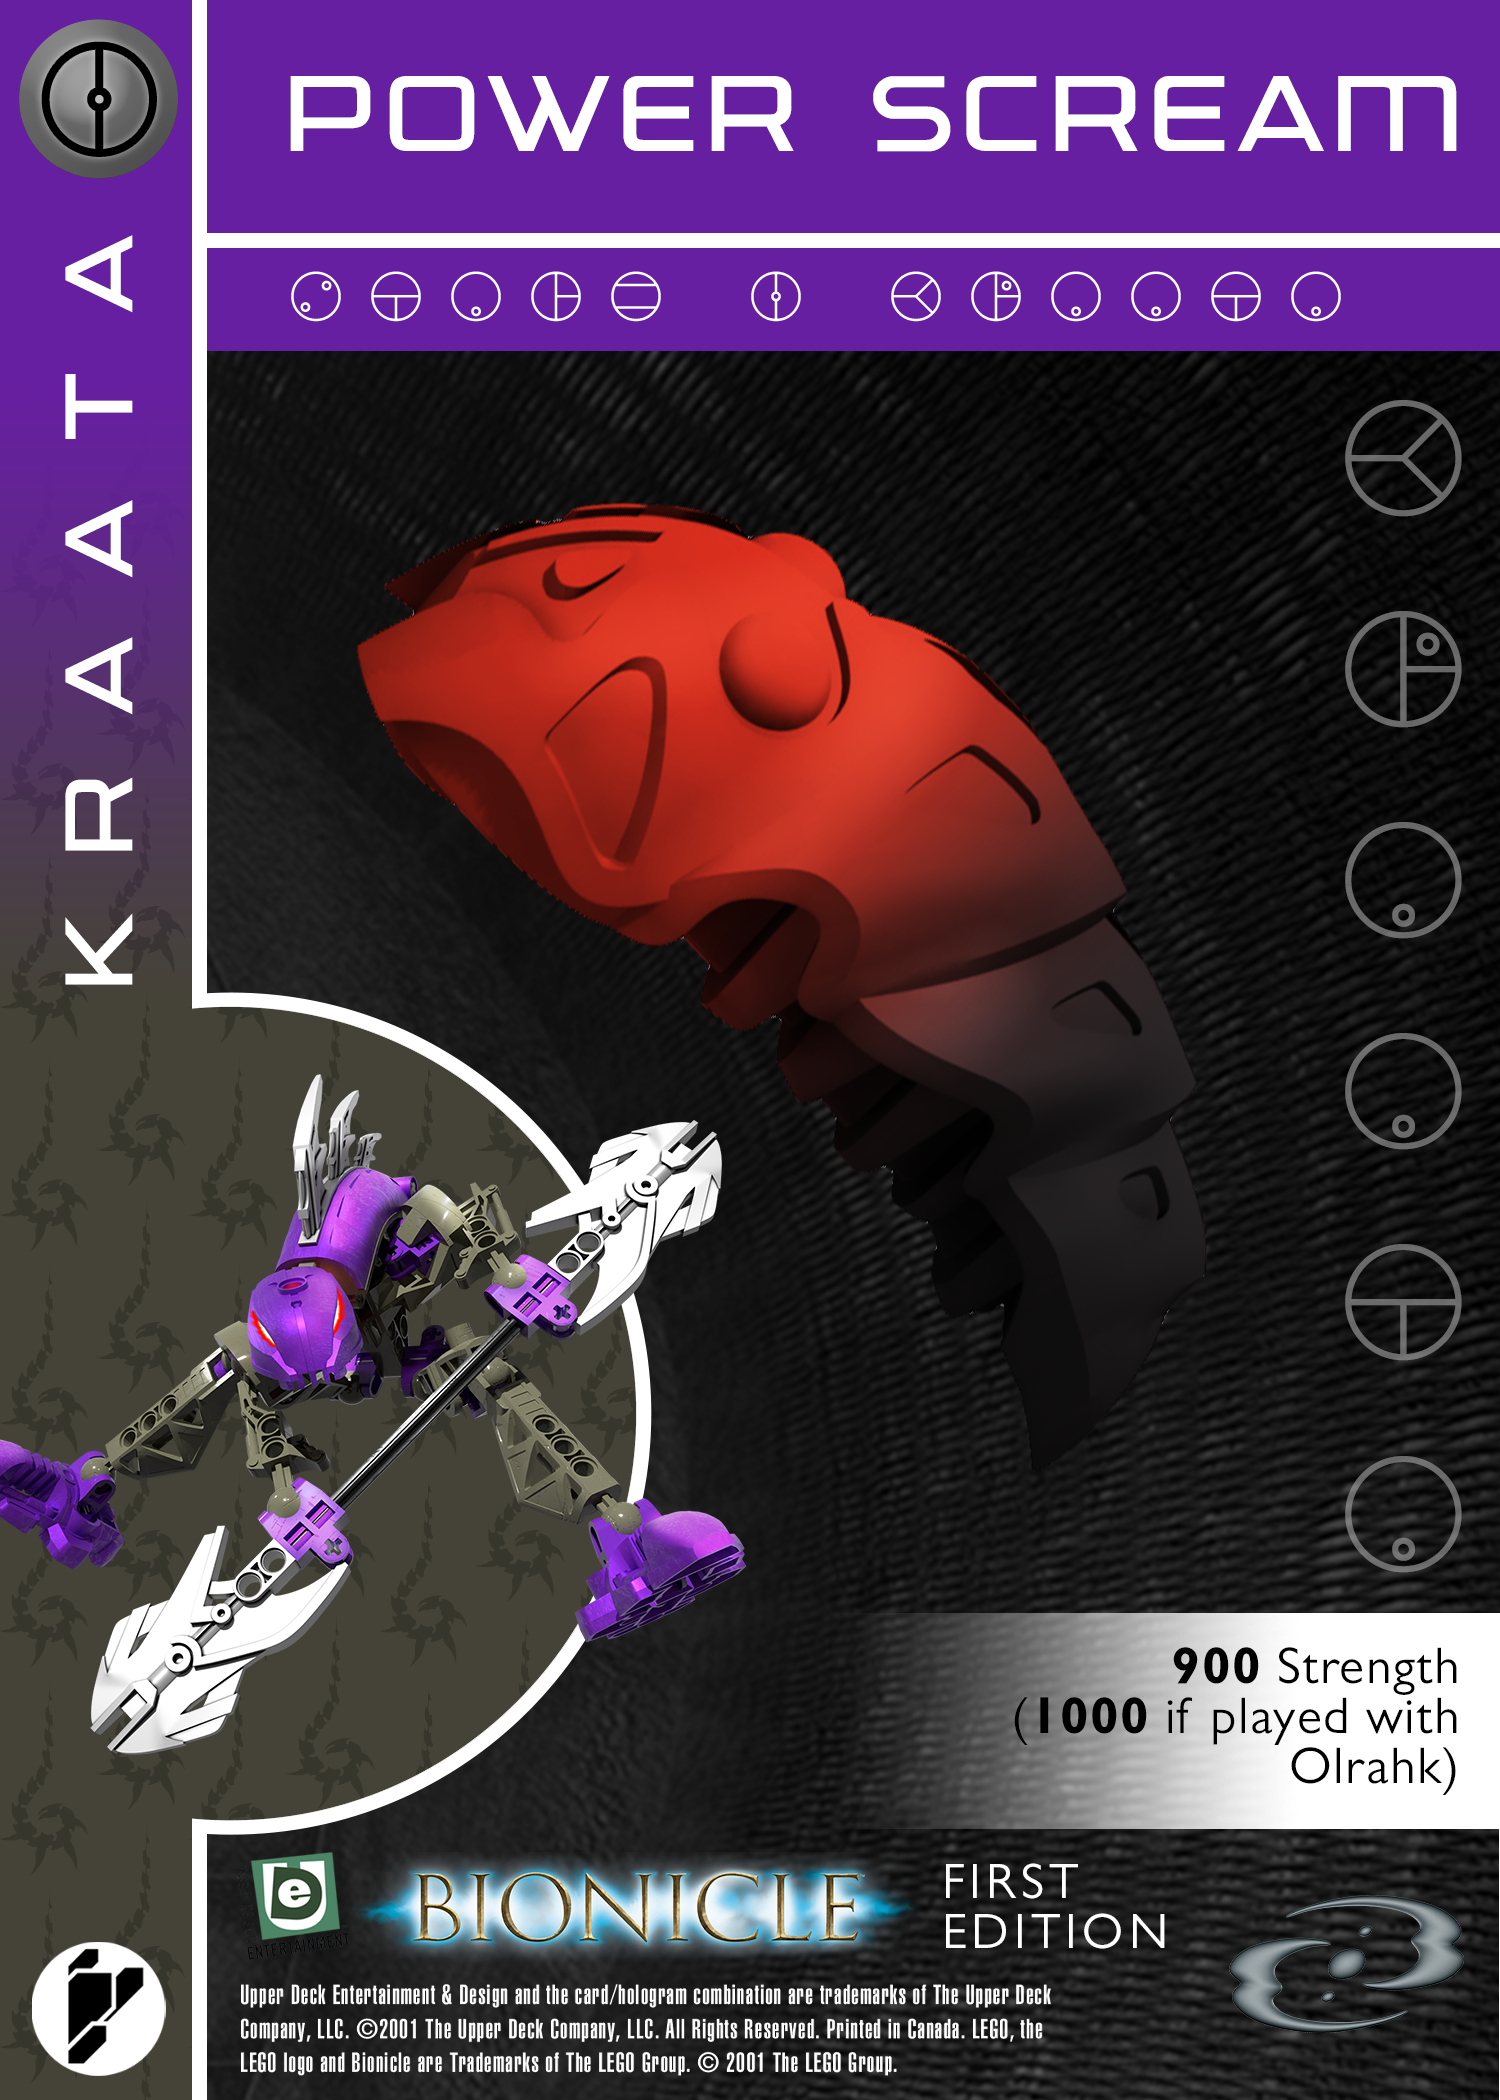 POWER SCREAM
KRAATA
900 Strength
(1000 if played with
Olrahk)
e
ENTERTAINMENT
BIONICLE
FIRST
EDITION
Upper Deck Entertainment & Design and the card/hologram combination are trademarks of The Upper Deck
Company, LLC. ©2001 The Upper Deck Company, LLC. All Rights Reserved. Printed in Canada. LEGO, the
LEGO logo and Bionicle are Trademarks of The LEGO Group. © 2001 The LEGO Group.